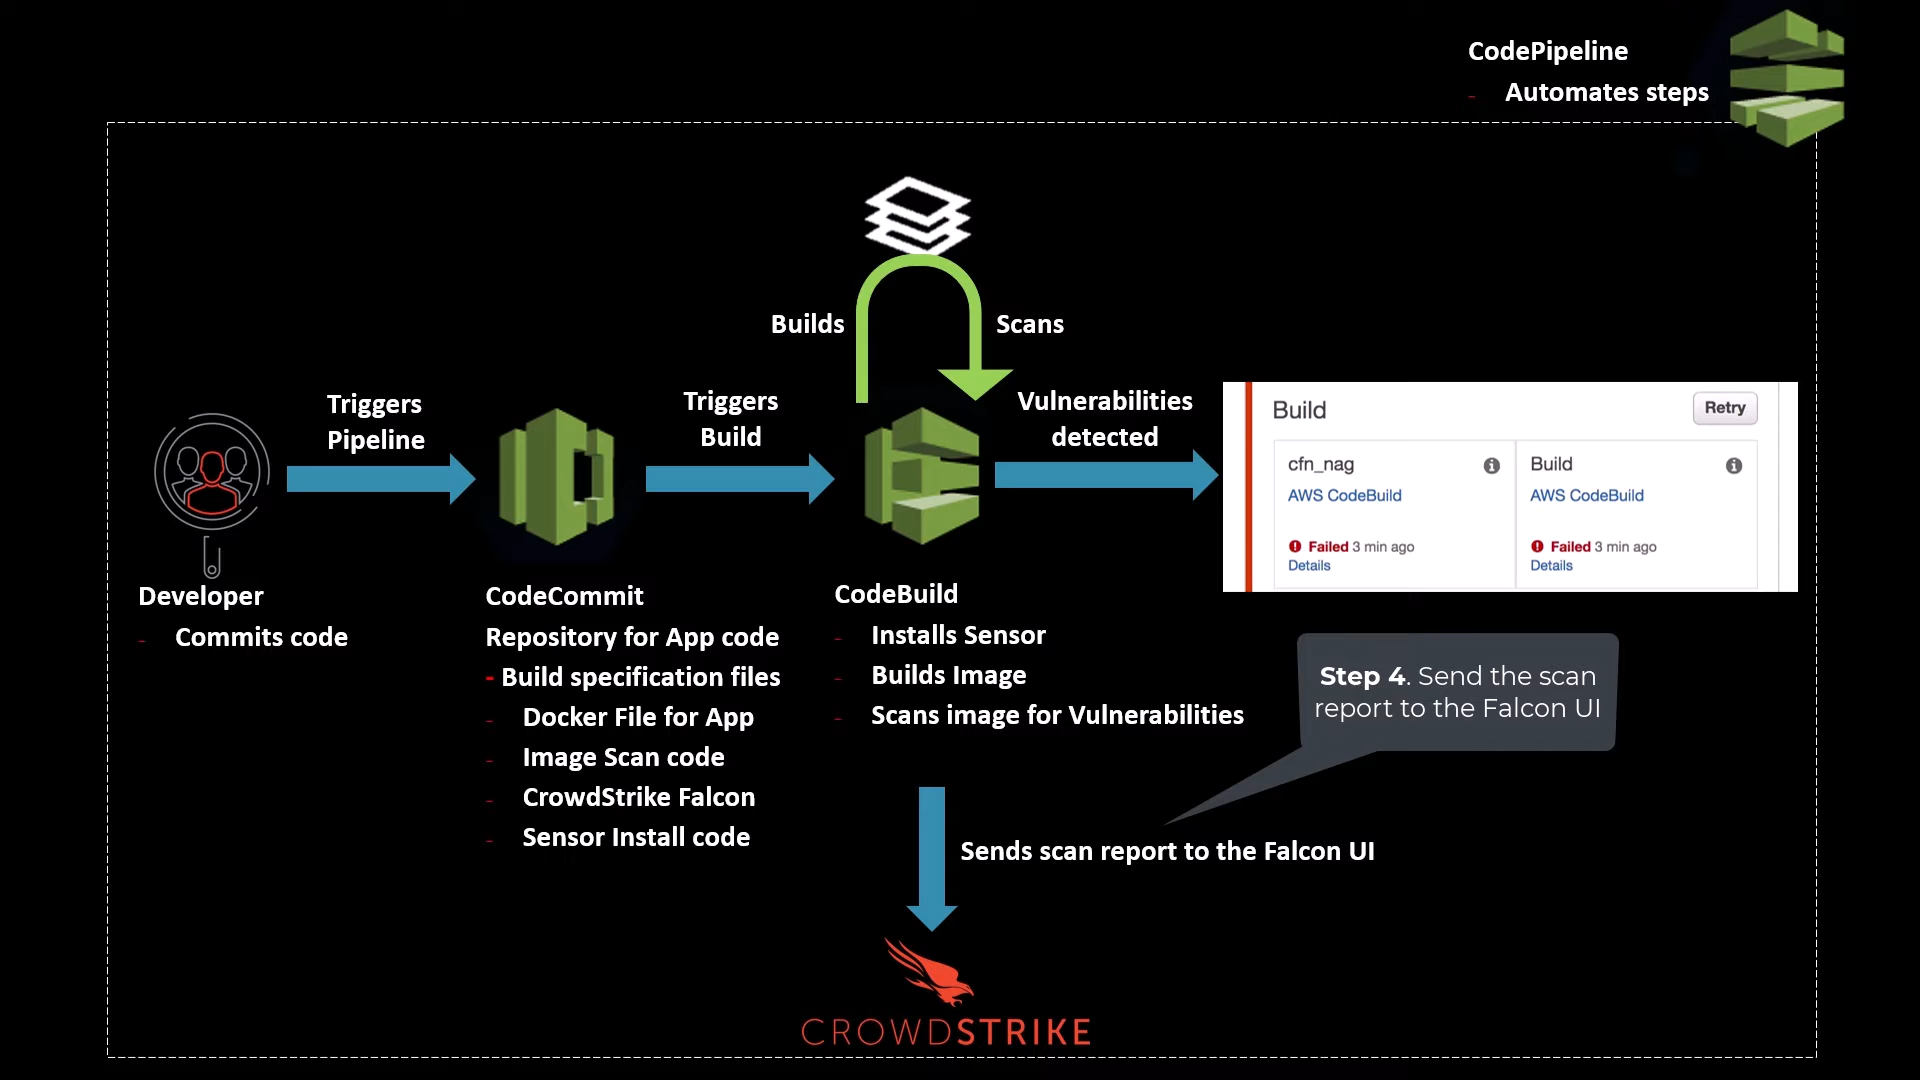 CodePipeline
- Automates steps
Builds
Scans
Triggers
Pipeline
Triggers
Build
Vulnerabilities
detected
Build
Retry
cfn_nag
AWS CodeBuild
Failed 3 min ago
Details
Build
AWS CodeBuild
Failed 3 min ago
Details
Developer
- Commits code
CodeCommit
Repository for App code
- Build specification files
- Docker File for App
- Image Scan code
- CrowdStrike Falcon
- Sensor Install code
CodeBuild
- Installs Sensor
- Builds Image
- Scans image for Vulnerabilities
Step 4. Send the scan
report to the Falcon UI
Sends scan report to the Falcon UI
CROWDSTRIKE